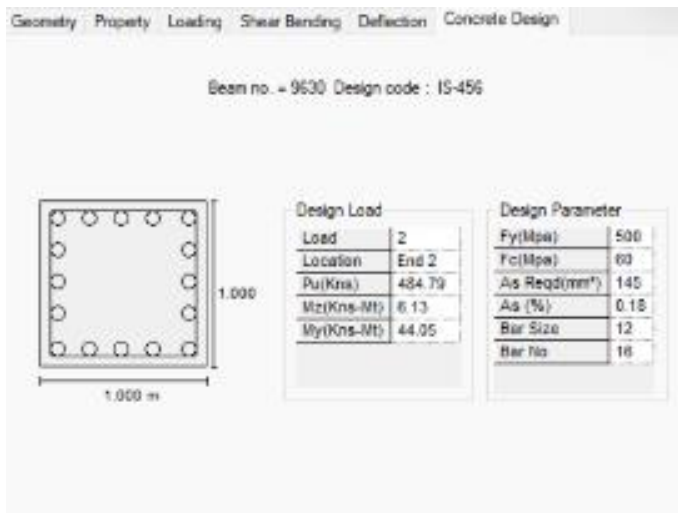 Geometry Property Loading Shear Bending Deflection Concrete Design
Beam no. = 9630 Design code : IS-456
1.000
1.000 m
Design Load
Load 2
Location End 2
Pu(Kns) 484.79
Mz(Kns-Mt) 6.13
My(Kns-Mt) 44.05
Design Parameter
Fy(Mpa) 500
Fc(Mpa) 60
As Reqd(mm²) 145
As (%) 0.18
Bar Size 12
Bar No 16